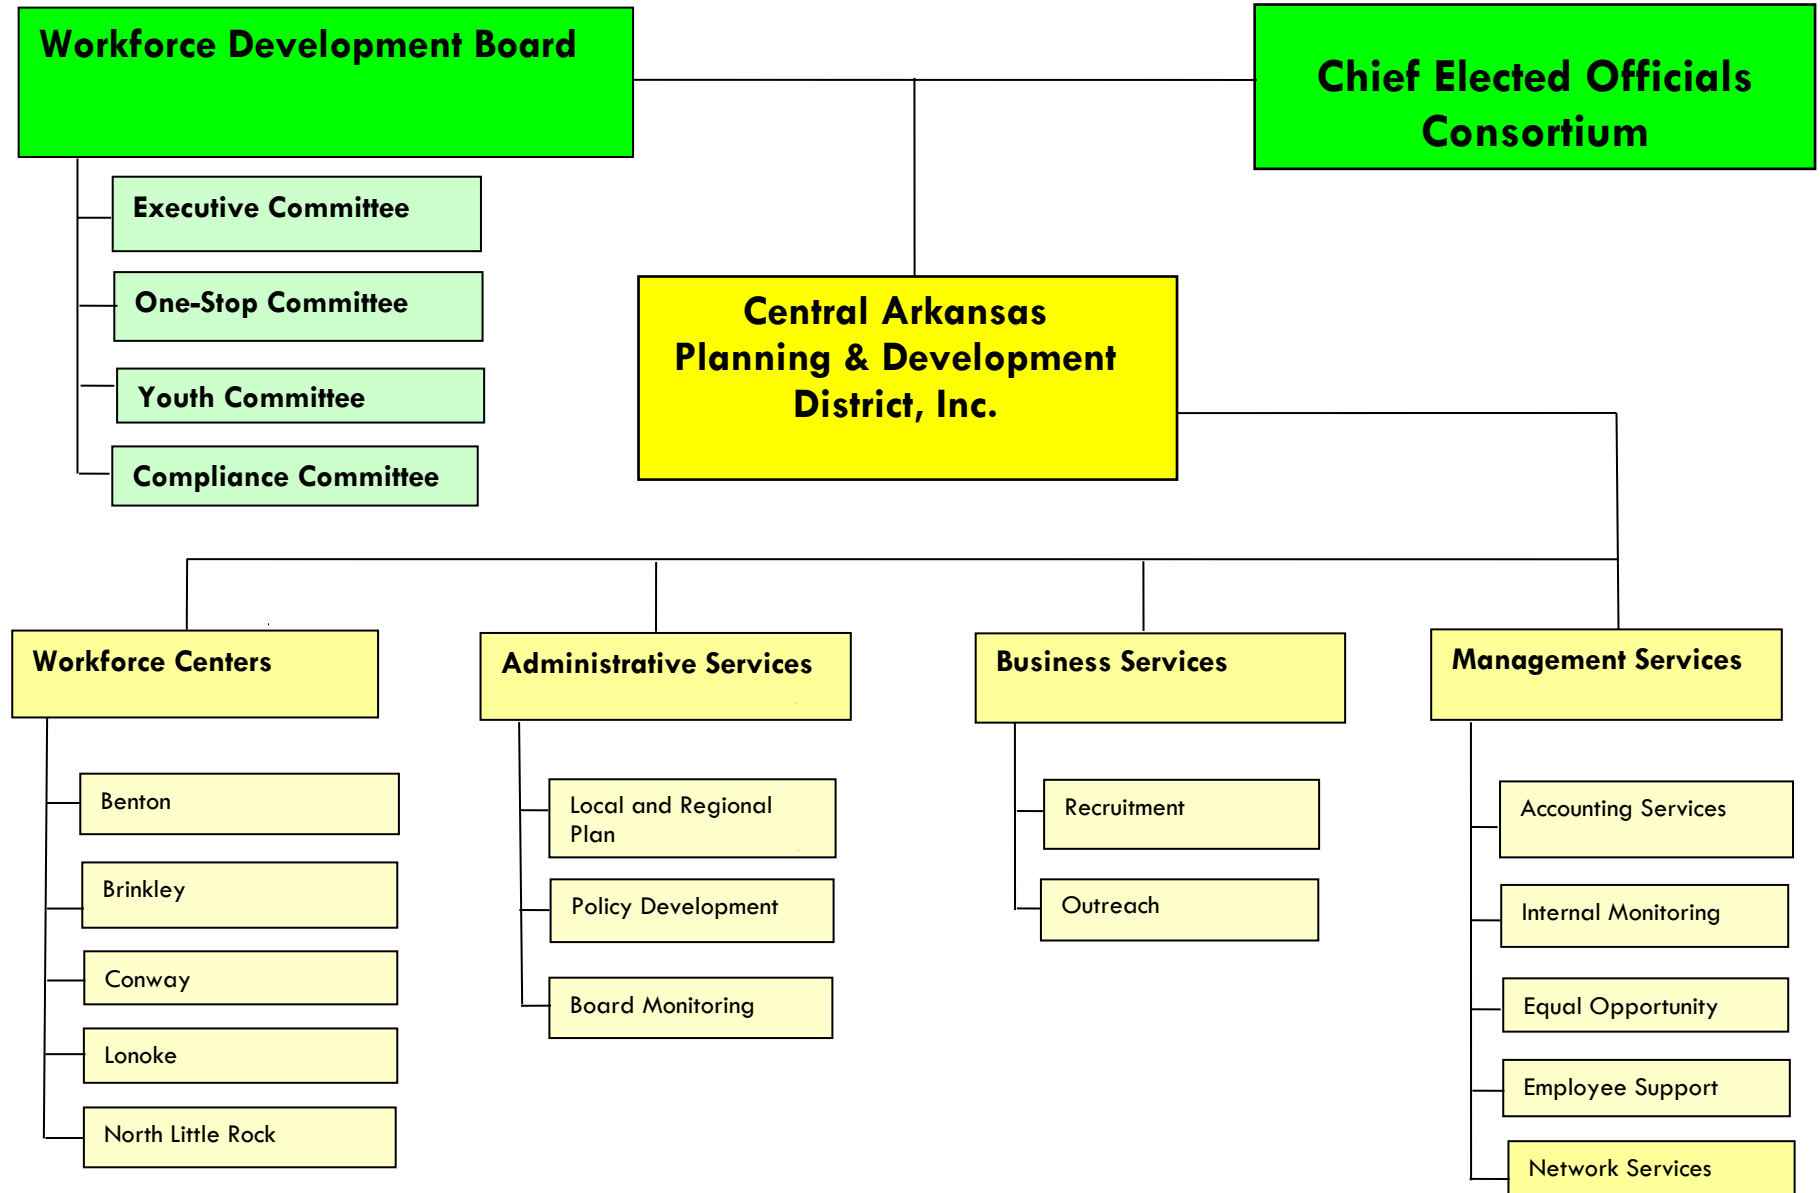 Workforce Development Board
Chief Elected Officials
Consortium
Executive Committee
One-Stop Committee
Youth Committee
Compliance Committee
Central Arkansas
Planning & Development
District, Inc.
Workforce Centers
Benton
Brinkley
Conway
Lonoke
North Little Rock
Administrative Services
Local and Regional
Plan
Policy Development
Board Monitoring
Business Services
Recruitment
Outreach
Management Services
Accounting Services
Internal Monitoring
Equal Opportunity
Employee Support
Network Services